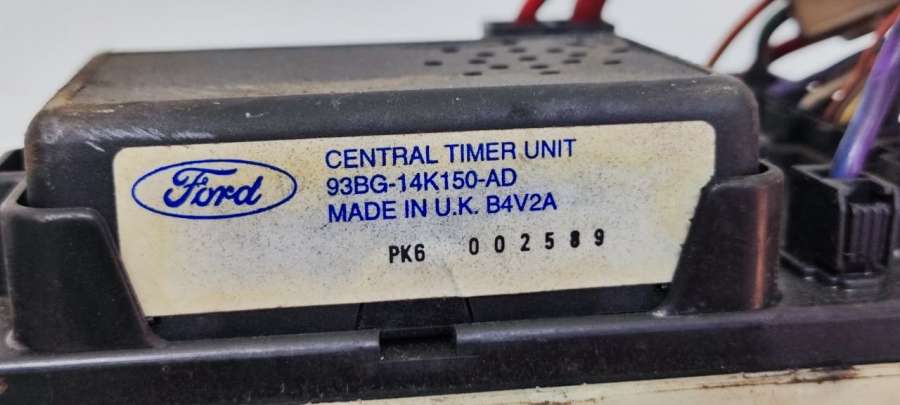 Ford
CENTRAL TIMER UNIT
93BG-14K150-AD
MADE IN U.K. B4V2A
PK6 002589